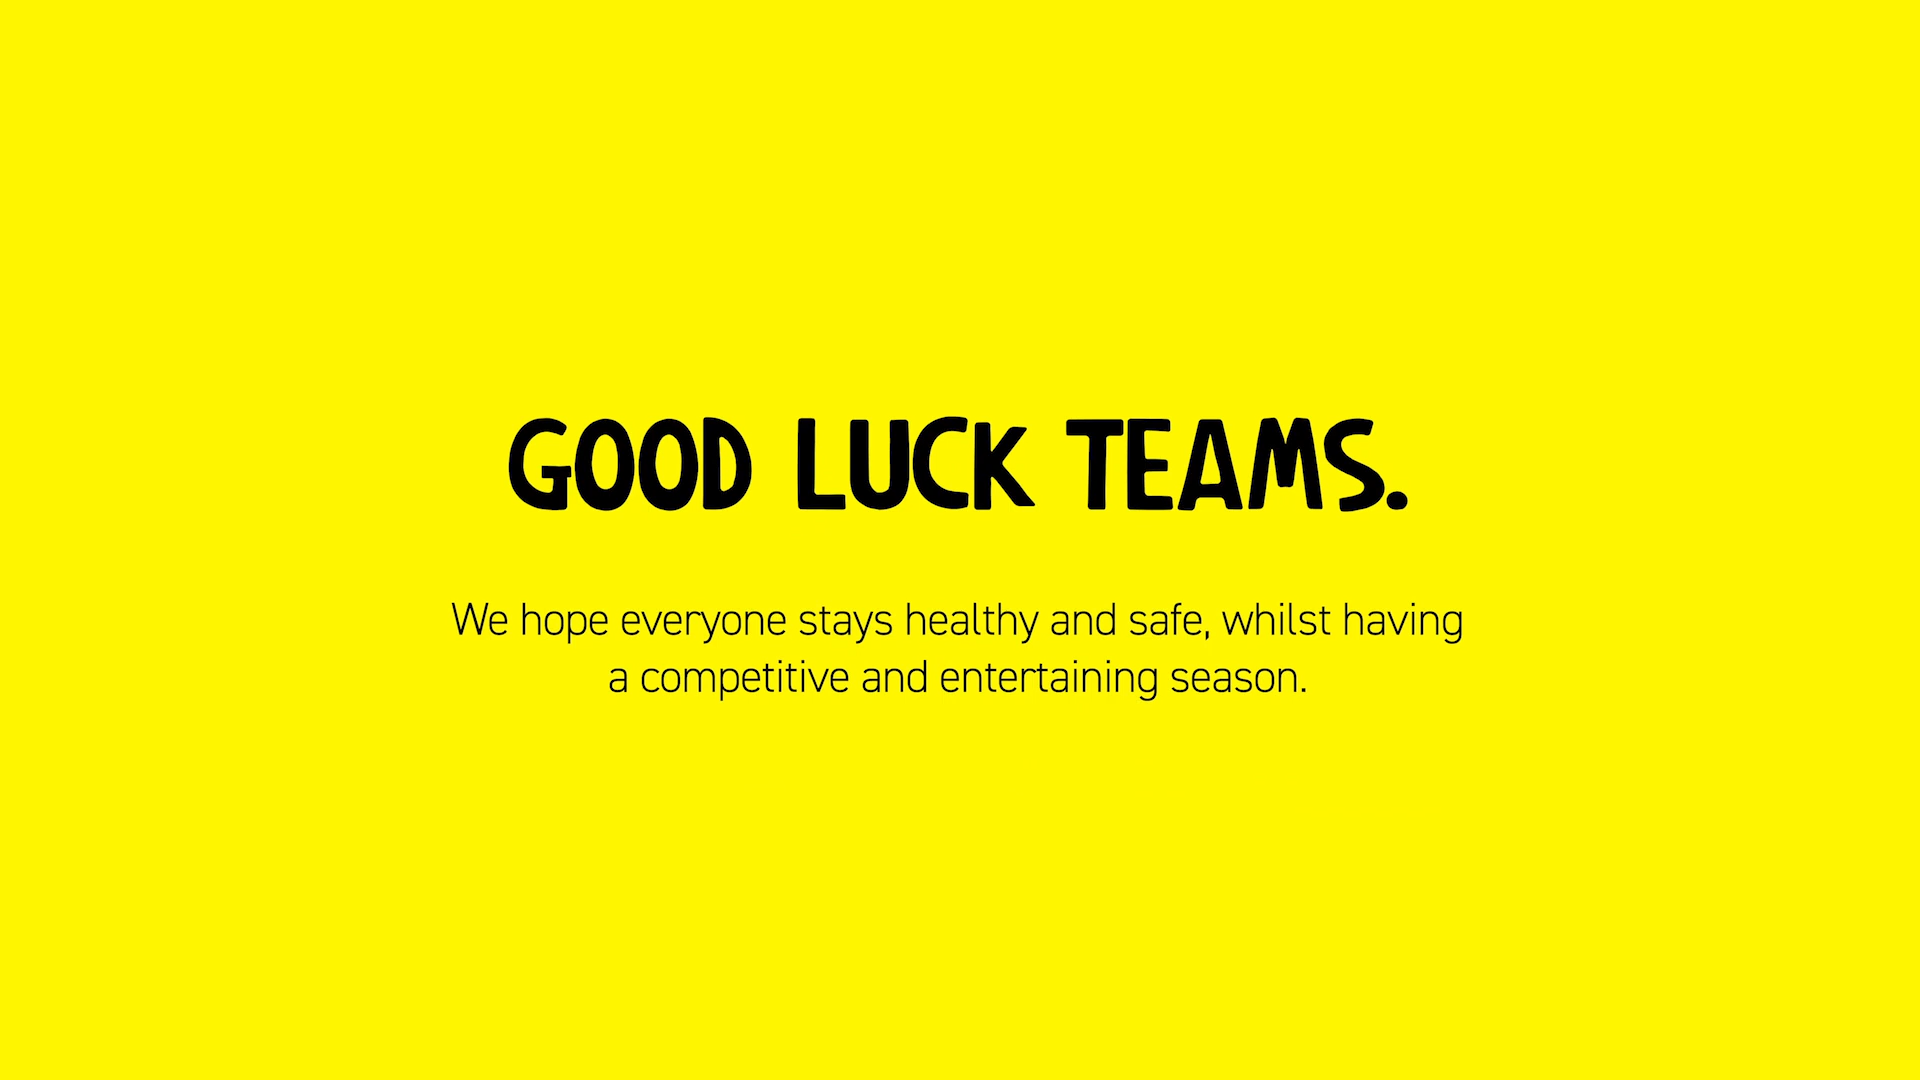 GOOD LUCK TEAMS.
We hope everyone stays healthy and safe, whilst having
a competitive and entertaining season.